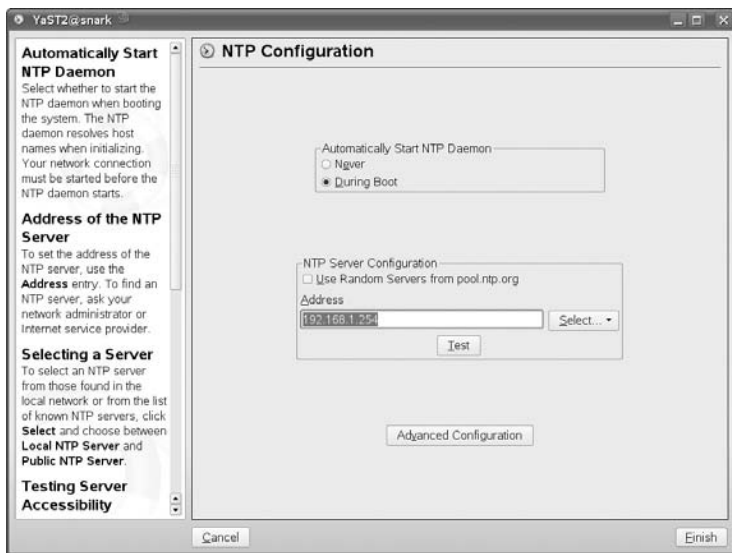 YaST2@snark
Automatically Start
NTP Daemon
Select whether to start the
NTP daemon when booting
the system. The NTP
daemon resolves host
names when initializing.
Your network connection
must be started before the
NTP daemon starts.
Address of the NTP
Server
To set the address of the
NTP server, use the
Address entry. To find an
NTP server, ask your
network administrator or
Internet service provider.
Selecting a Server
To select an NTP server
from those found in the
local network or from the list
of known NTP servers, click
Select and choose between
Local NTP Server and
Public NTP Server.
Testing Server
Accessibility
NTP Configuration
Automatically Start NTP Daemon
Never
During Boot
NTP Server Configuration
Use Random Servers from pool.ntp.org
Address
192.168.1.254
Select...
Test
Advanced Configuration
Cancel
Finish